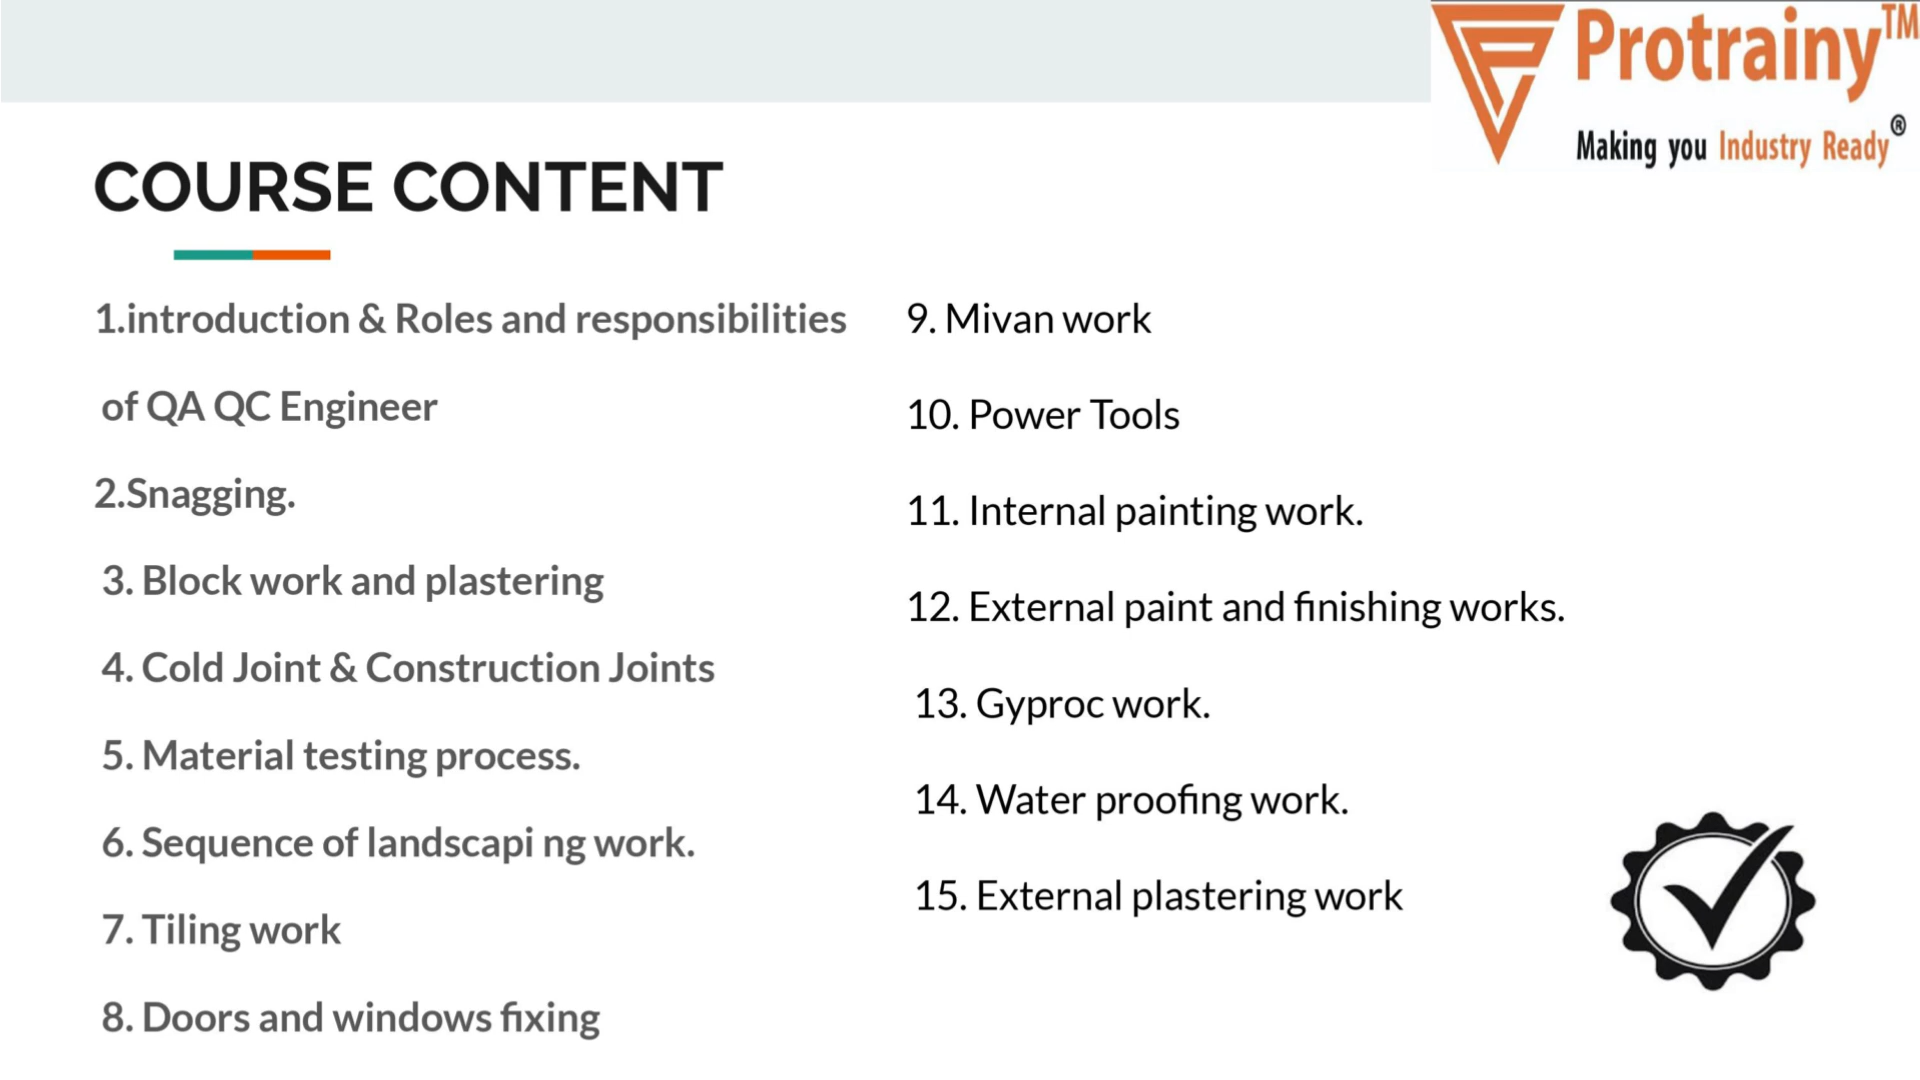 Protrainy™
Making you Industry Ready®
COURSE CONTENT
1.introduction & Roles and responsibilities
of QA QC Engineer
2.Snagging.
3. Block work and plastering
4. Cold Joint & Construction Joints
5. Material testing process.
6. Sequence of landscapi ng work.
7. Tiling work
8. Doors and windows fixing
9. Mivan work
10. Power Tools
11. Internal painting work.
12. External paint and finishing works.
13. Gyproc work.
14. Water proofing work.
15. External plastering work